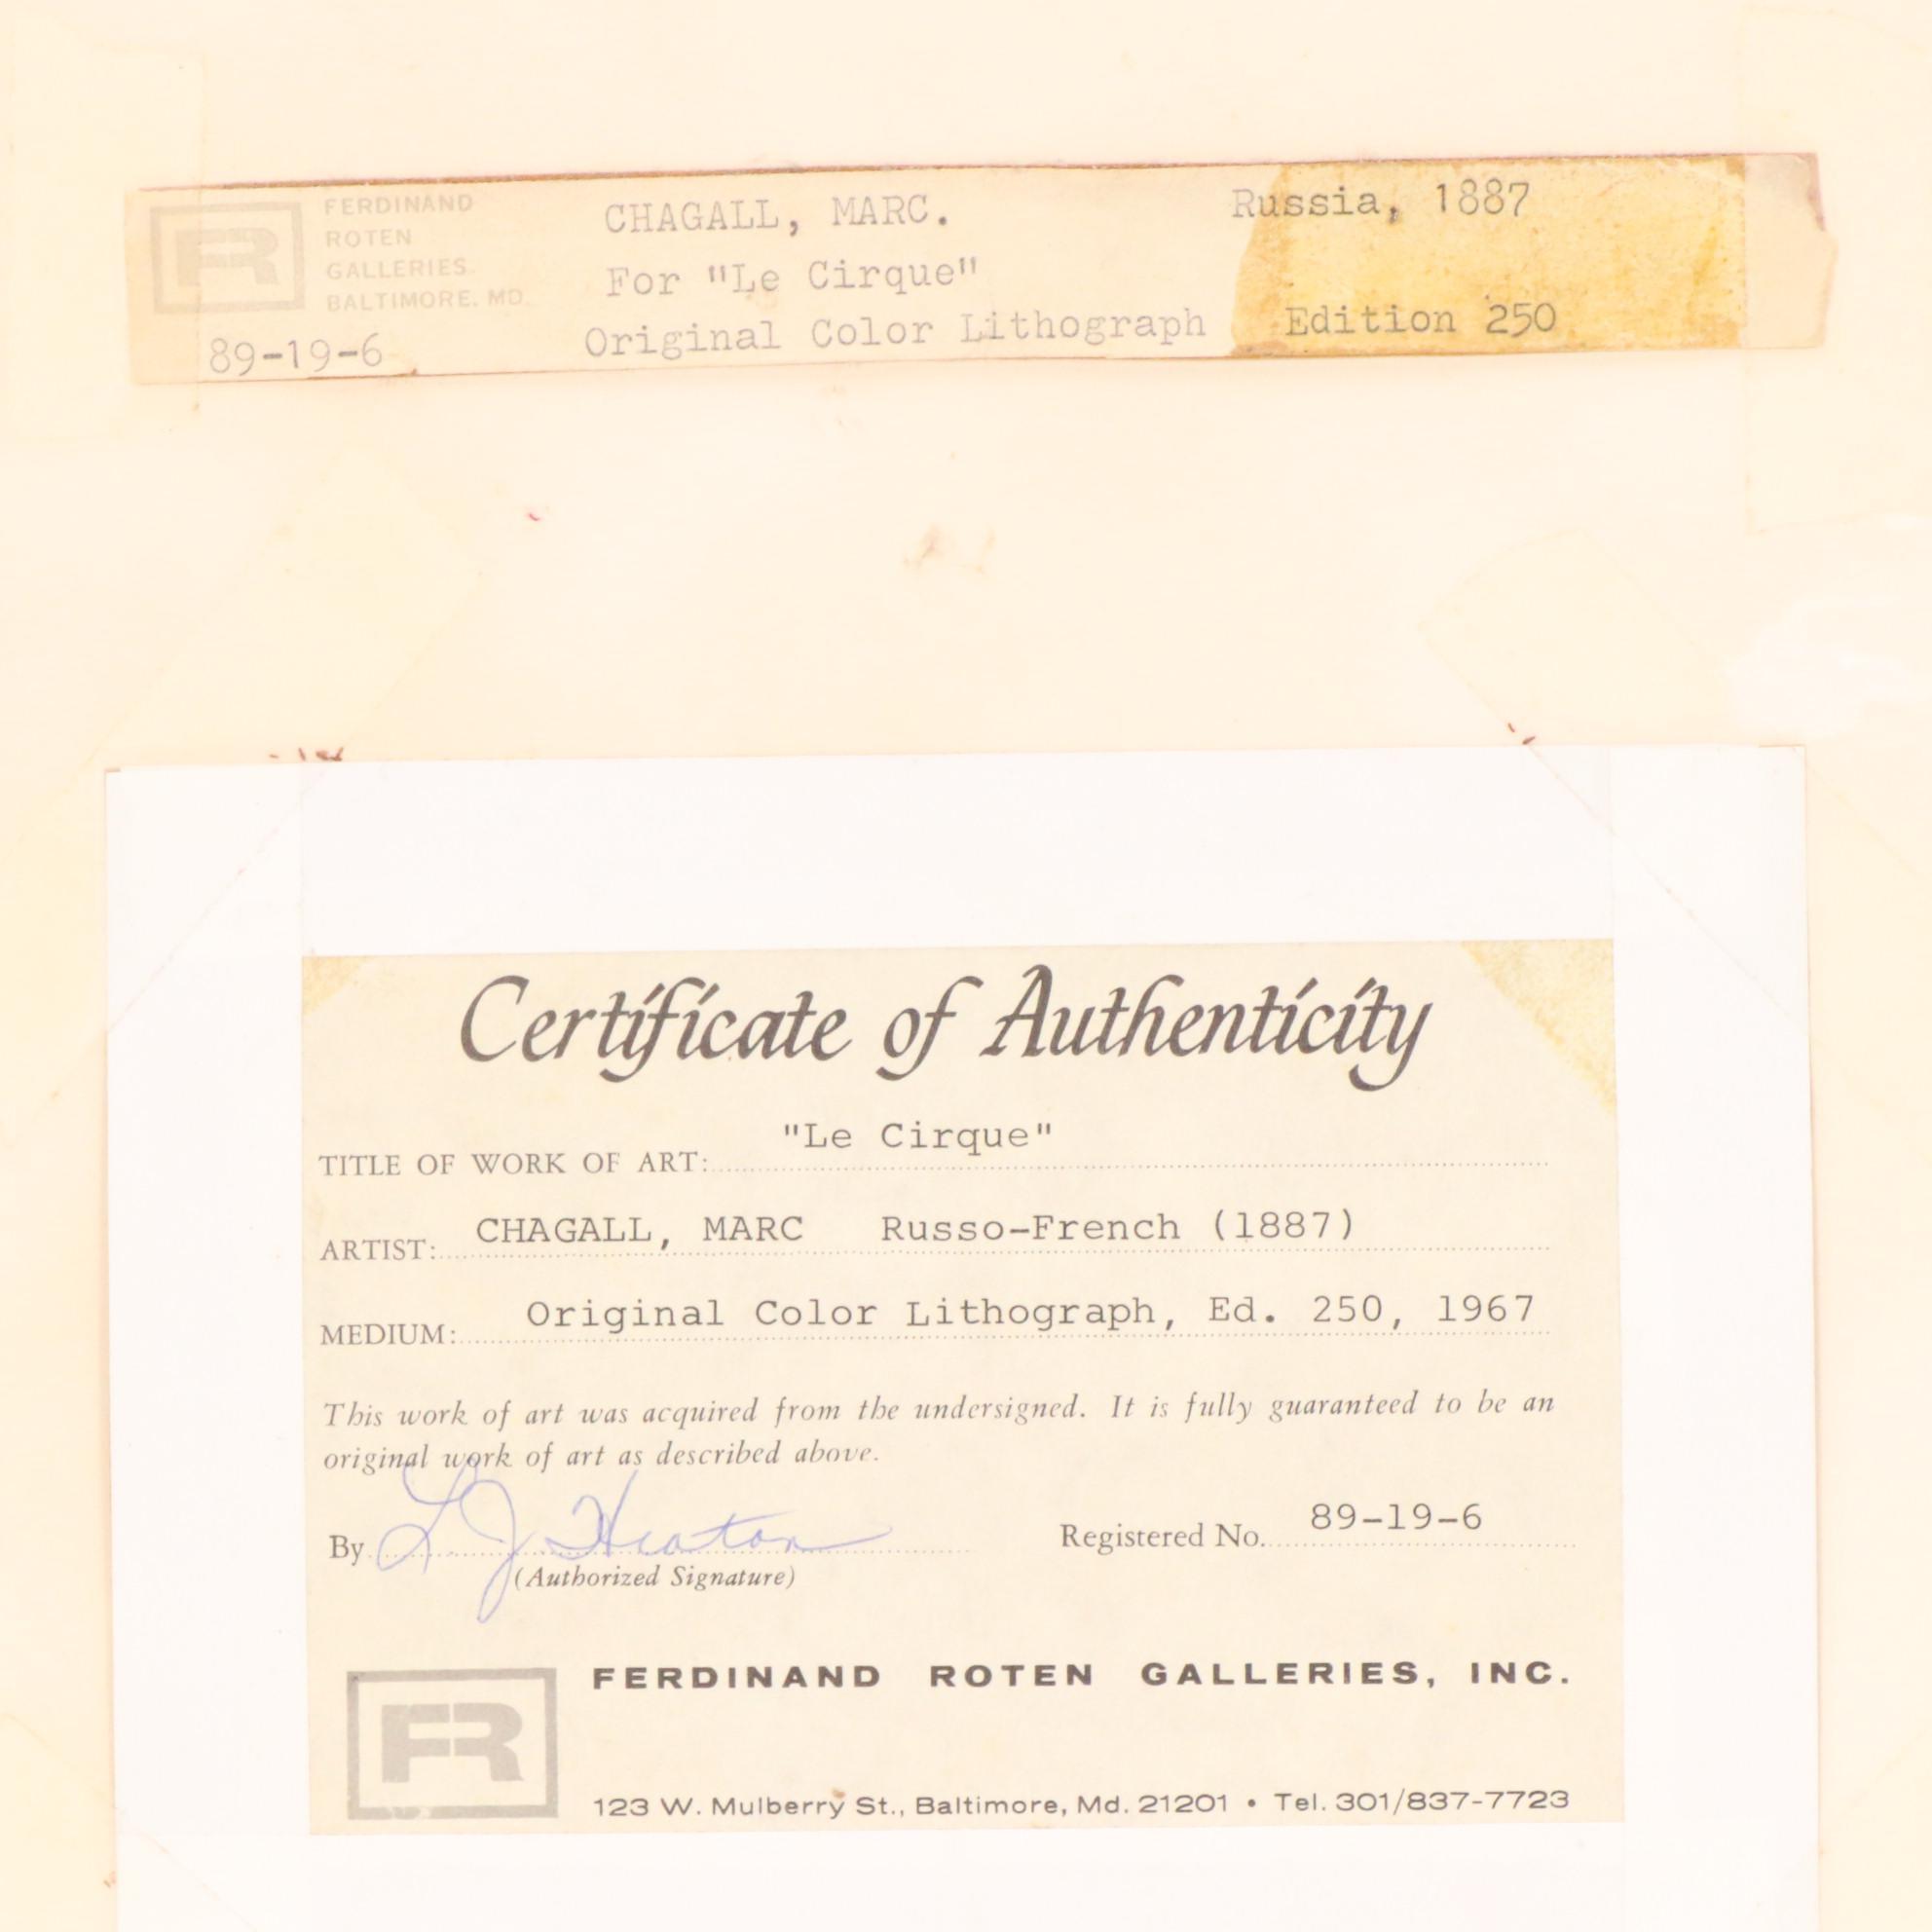 FR
FERDINAND
ROTEN
GALLERIES
BALTIMORE, MD.
89-19-6
CHAGALL, MARC. Russia, 1887
For "Le Cirque"
Original Color Lithograph Edition 250
Certificate of Authenticity
TITLE OF WORK OF ART: "Le Cirque"
ARTIST: CHAGALL, MARC Russo-French (1887)
MEDIUM: Original Color Lithograph, Ed. 250, 1967
This work of art was acquired from the undersigned. It is fully guaranteed to be an
original work of art as described above.
By L J Heaton Registered No. 89-19-6
(Authorized Signature)
FR
FERDINAND ROTEN GALLERIES, INC.
123 W. Mulberry St., Baltimore, Md. 21201 • Tel. 301/837-7723